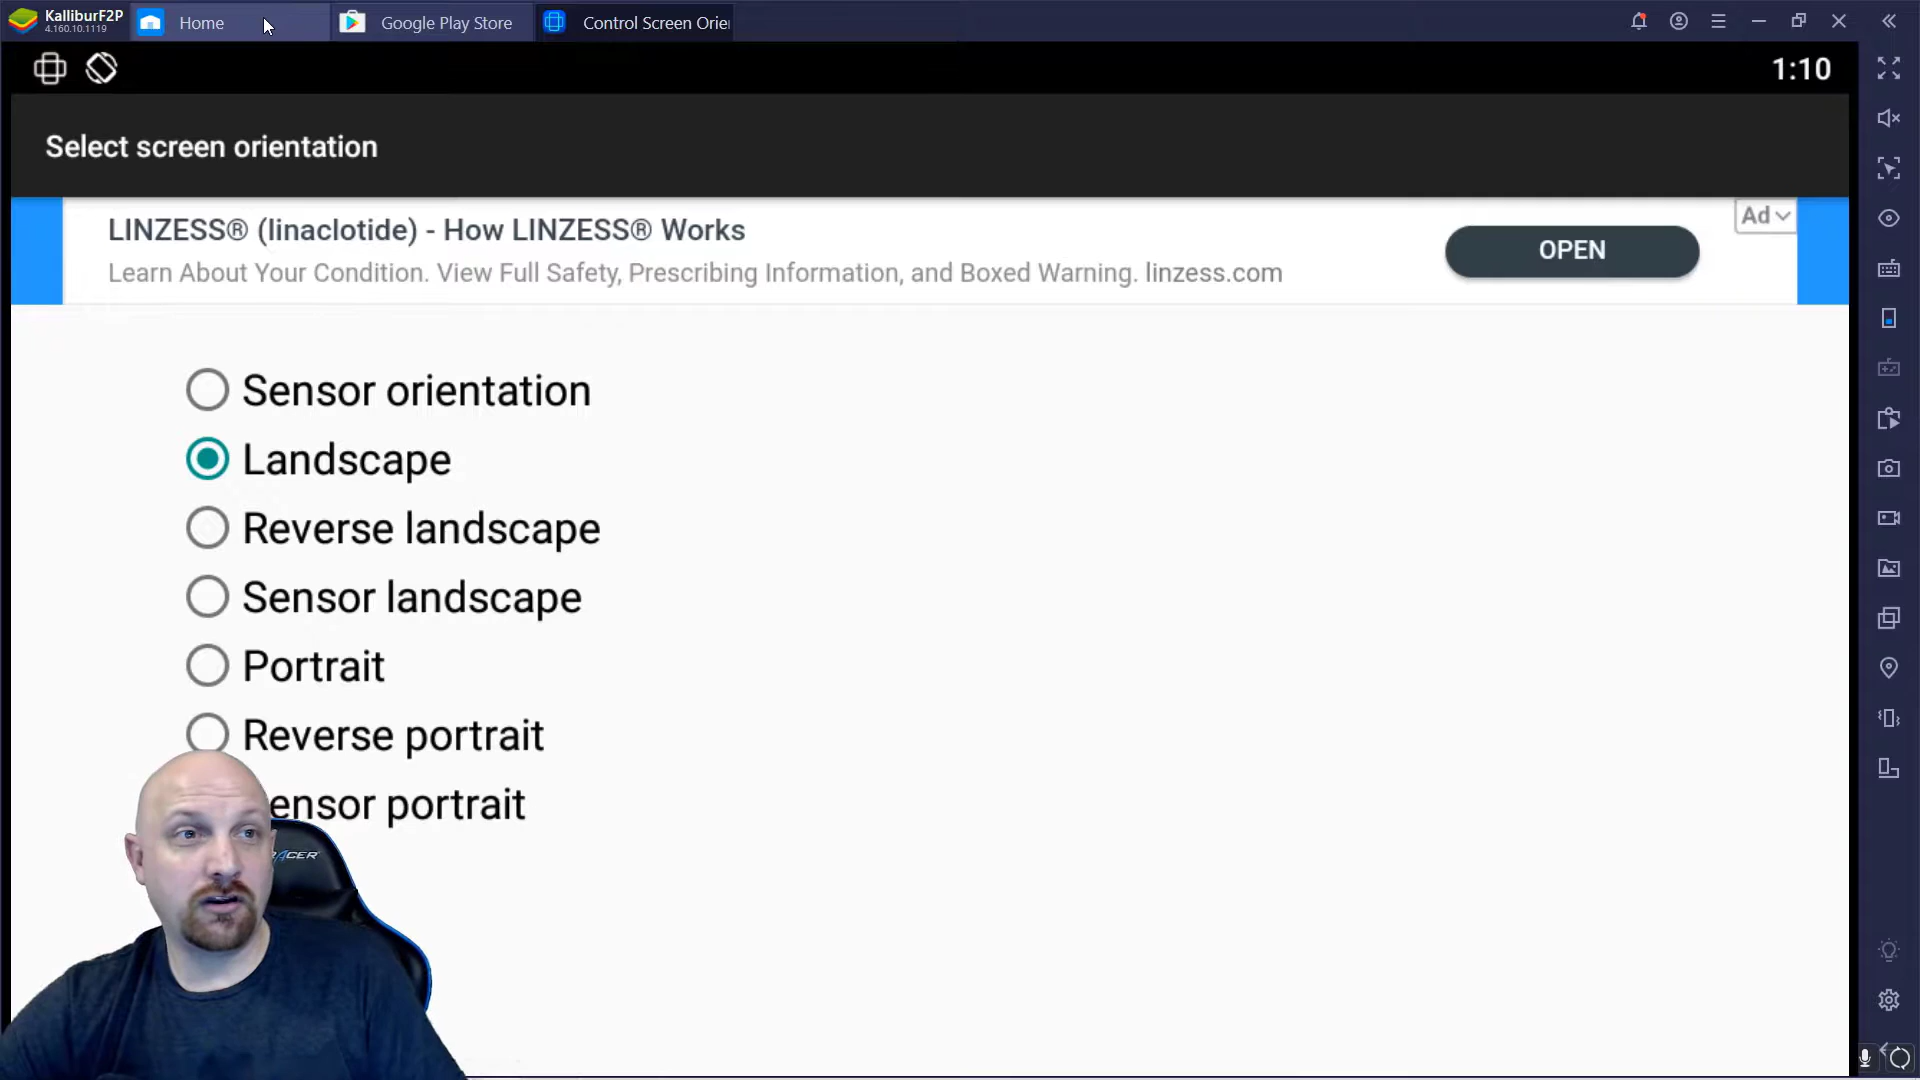 KalliburF2P
4.160.10.1119
Home
Google Play Store
Control Screen Orie
1:10
Select screen orientation
LINZESS® (linaclotide) - How LINZESS® Works
Ad
Learn About Your Condition. View Full Safety, Prescribing Information, and Boxed Warning. linzess.com
OPEN
Sensor orientation
Landscape
Reverse landscape
Sensor landscape
Portrait
Reverse portrait
ensor portrait
ACER